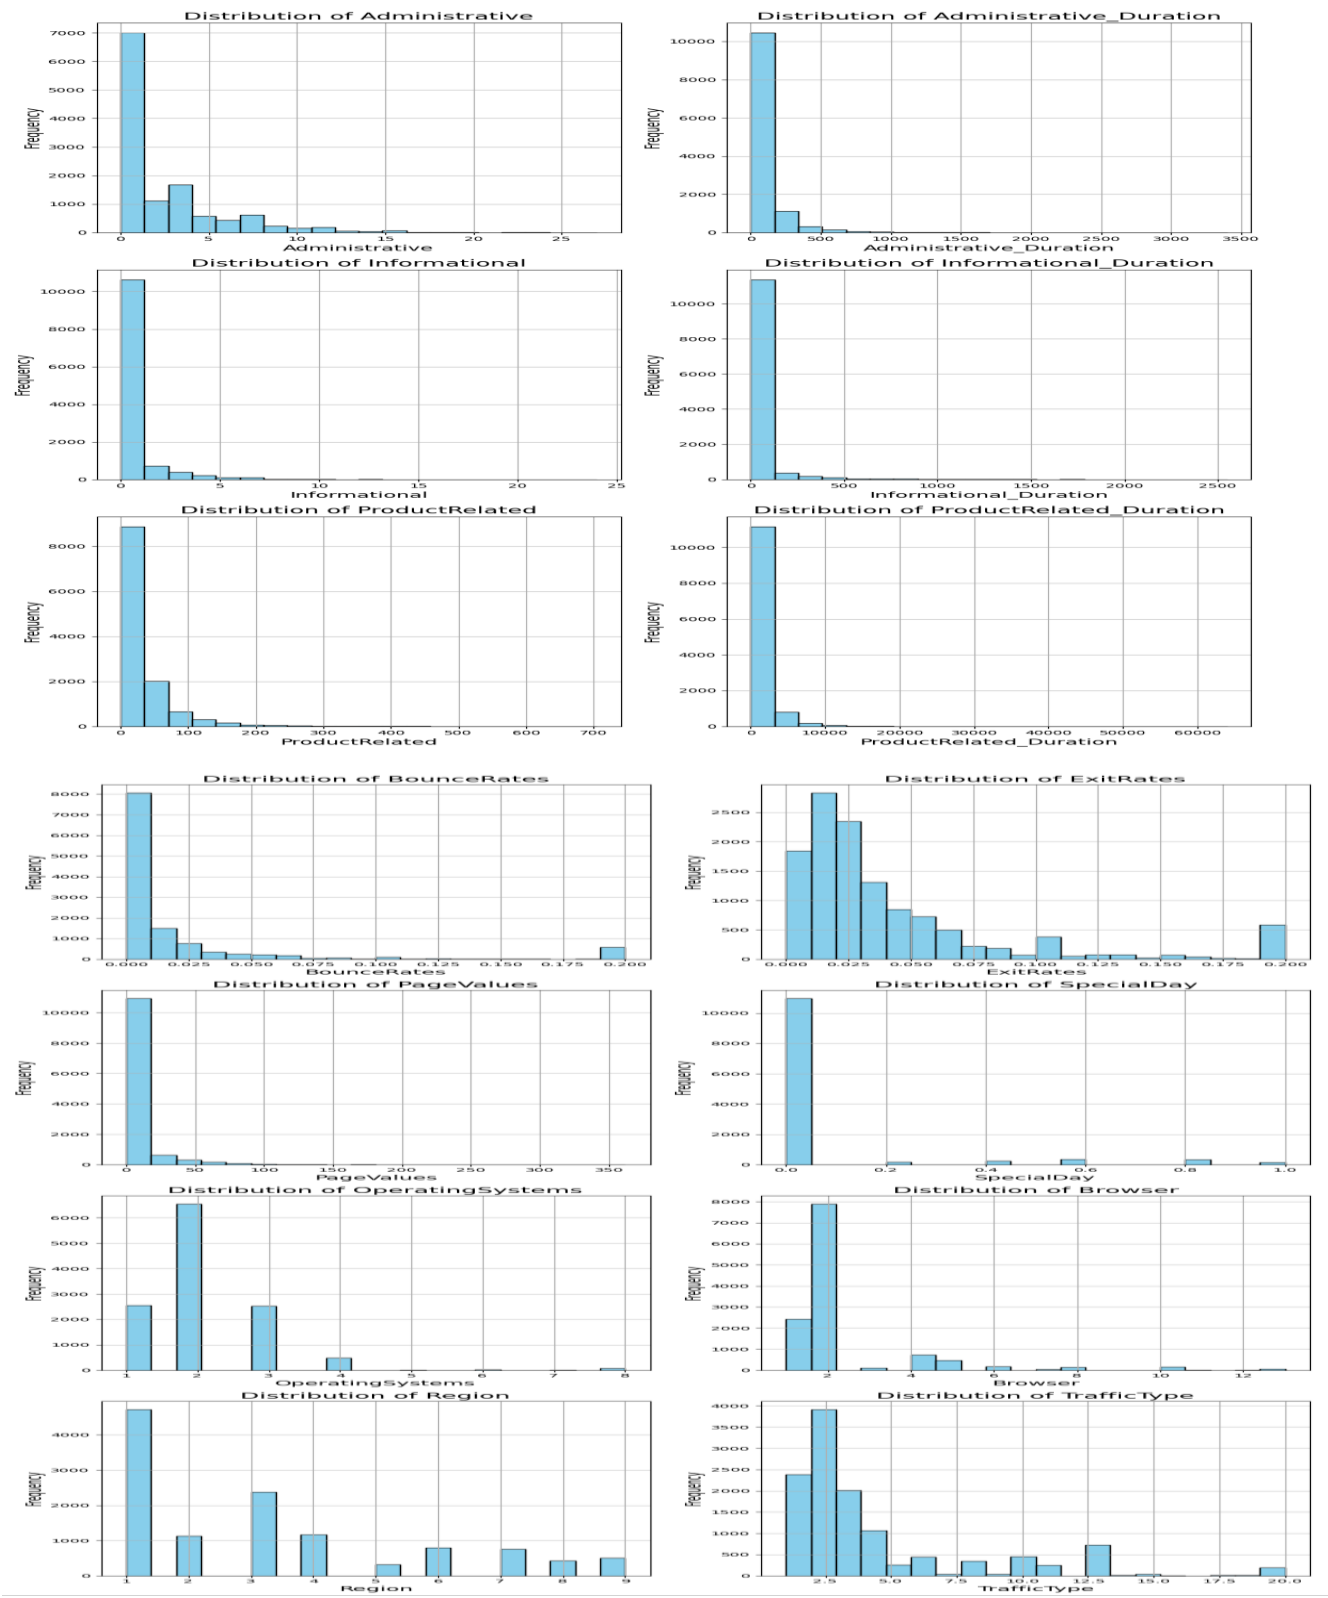 Distribution of Administrative
Frequency
7000
6000
5000
4000
3000
2000
1000
0
0 5 10 15 20 25
Administrative
Distribution of Administrative_Duration
Frequency
10000
8000
6000
4000
2000
0
0 500 1000 1500 2000 2500 3000 3500
Administrative_Duration
Distribution of Informational
Frequency
10000
8000
6000
4000
2000
0
0 5 10 15 20 25
Informational
Distribution of Informational_Duration
Frequency
10000
8000
6000
4000
2000
0
0 500 1000 1500 2000 2500
Informational_Duration
Distribution of ProductRelated
Frequency
8000
6000
4000
2000
0
0 100 200 300 400 500 600 700
ProductRelated
Distribution of ProductRelated_Duration
Frequency
10000
8000
6000
4000
2000
0
0 10000 20000 30000 40000 50000 60000
ProductRelated_Duration
Distribution of BounceRates
Frequency
8000
7000
6000
5000
4000
3000
2000
1000
0
0.000 0.025 0.050 0.075 0.100 0.125 0.150 0.175 0.200
BounceRates
Distribution of ExitRates
Frequency
2500
2000
1500
1000
500
0
0.000 0.025 0.050 0.075 0.100 0.125 0.150 0.175 0.200
ExitRates
Distribution of PageValues
Frequency
10000
8000
6000
4000
2000
0
0 50 100 150 200 250 300 350
PageValues
Distribution of SpecialDay
Frequency
10000
8000
6000
4000
2000
0
0.0 0.2 0.4 0.6 0.8 1.0
SpecialDay
Distribution of OperatingSystems
Frequency
6000
5000
4000
3000
2000
1000
0
1 2 3 4 5 6 7 8
OperatingSystems
Distribution of Browser
Frequency
8000
7000
6000
5000
4000
3000
2000
1000
0
2 4 6 8 10 12
Browser
Distribution of Region
Frequency
4000
3000
2000
1000
0
1 2 3 4 5 6 7 8 9
Region
Distribution of TrafficType
Frequency
4000
3500
3000
2500
2000
1500
1000
500
0
2.5 5.0 7.5 10.0 12.5 15.0 17.5 20.0
TrafficType